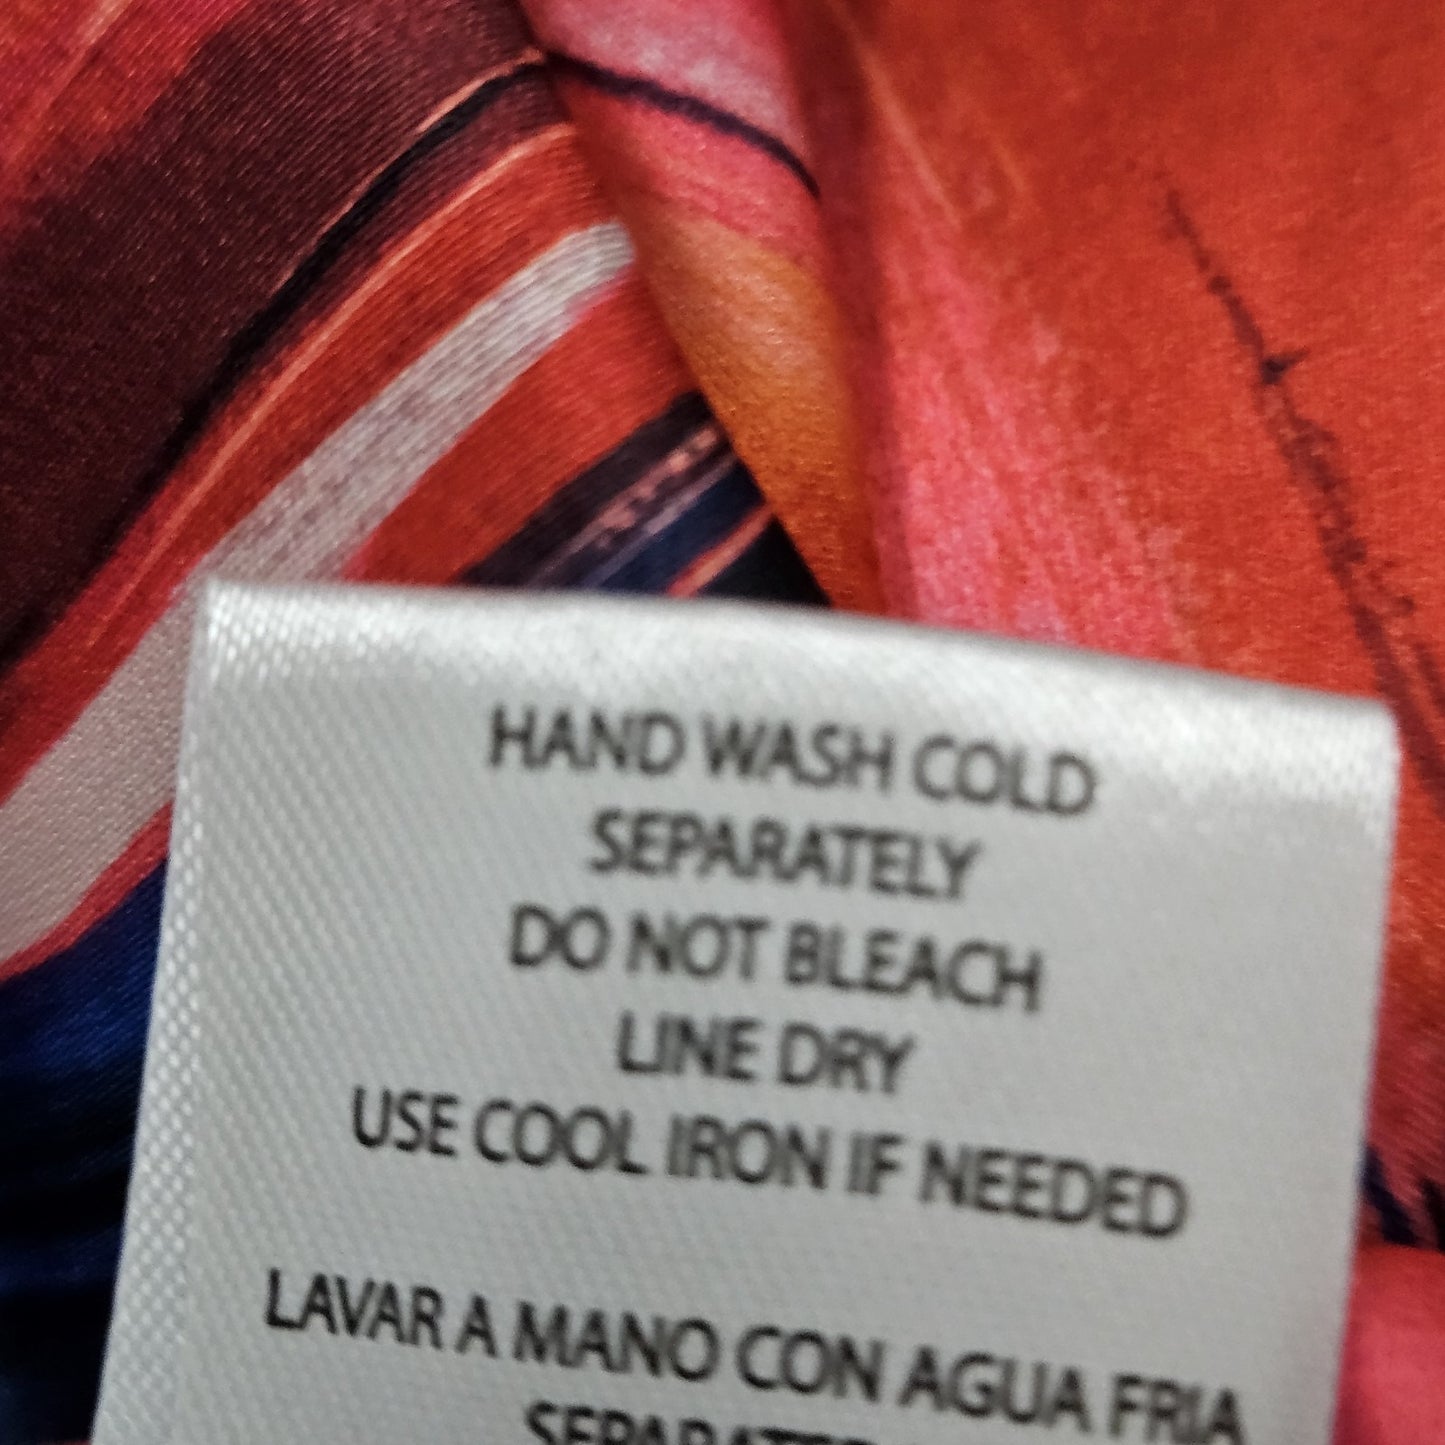 HAND WASH COLD
SEPARATELY
DO NOT BLEACH
LINE DRY
USE COOL IRON IF NEEDED
LAVAR A MANO CON AGUA FRIA